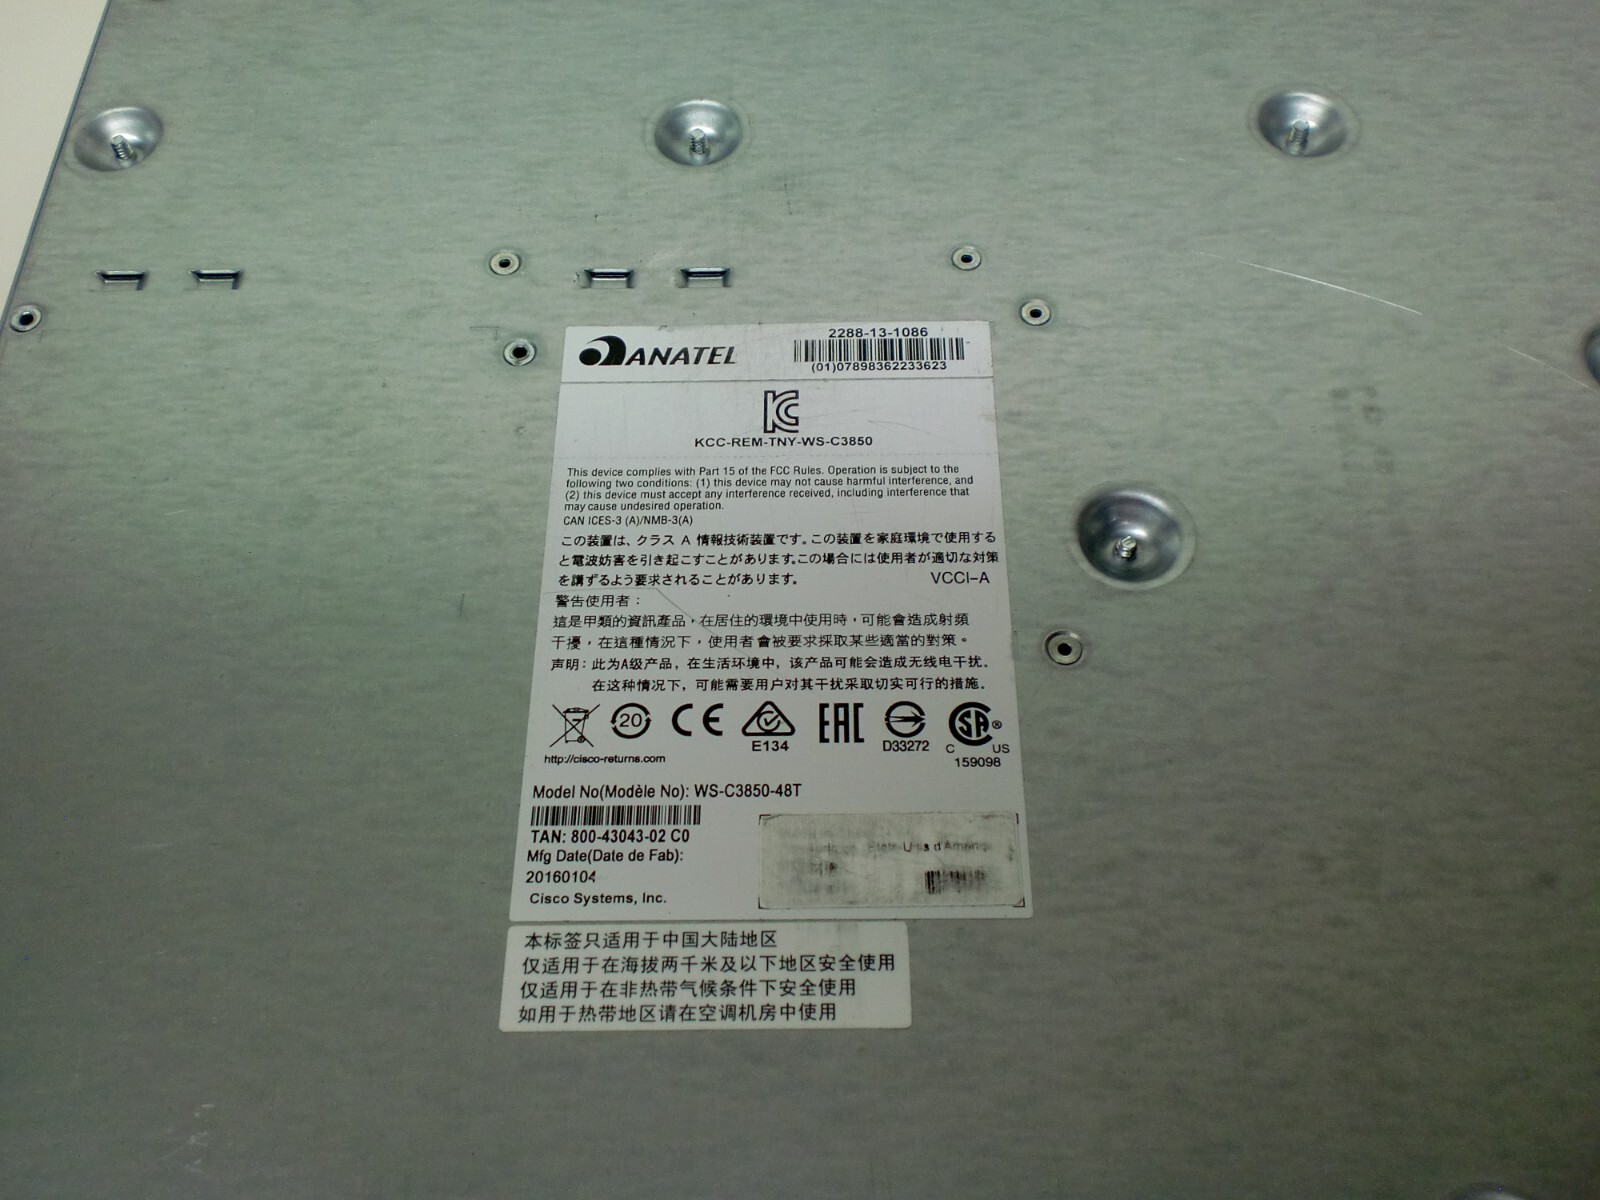 ANATEL
2288-13-1086
(01)07898362233623
KCC-REM-TNY-WS-C3850
This device complies with Part 15 of the FCC Rules. Operation is subject to the
following two conditions: (1) this device may not cause harmful interference, and
(2) this device must accept any interference received, including interference that
may cause undesired operation.
CAN ICES-3 (A)/NMB-3(A)
この装置は、クラス A 情報技術装置です。この装置を家庭環境で使用する
と電波妨害を引き起こすことがあります。この場合には使用者が適切な対策
を講ずるよう要求されることがあります。 VCCI-A
警告使用者：
這是甲類的資訊產品，在居住的環境中使用時，可能會造成射頻
干擾，在這種情況下，使用者會被要求採取某些適當的對策。
声明：此为A级产品，在生活环境中，该产品可能会造成无线电干扰。
在这种情况下，可能需要用户对其干扰采取切实可行的措施。
20 CE E134 EAC D33272 C SA ® US
159098
http://cisco-returns.com
Model No(Modèle No): WS-C3850-48T
TAN: 800-43043-02 C0
Mfg Date(Date de Fab):
20160104
Cisco Systems, Inc.
本标签只适用于中国大陆地区
仅适用于在海拔两千米及以下地区安全使用
仅适用于在非热带气候条件下安全使用
如用于热带地区请在空调机房中使用